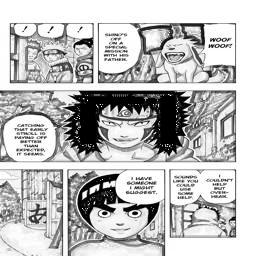 WOOF
WOOF!
SHINO'S
OFF
ON A
SPECIAL
MISSION
WITH HIS
FATHER.
! ! !
CATCHING
THAT EARLY
STROLL IS
PAYING OFF
BETTER
THAN
EXPECTED,
IT SEEMS.
I
COULDN'T
HELP
BUT
OVER-
HEAR.
SOUNDS
LIKE YOU
COULD
USE
SOME
HELP.
I HAVE
SOMEONE
I MIGHT
SUGGEST.